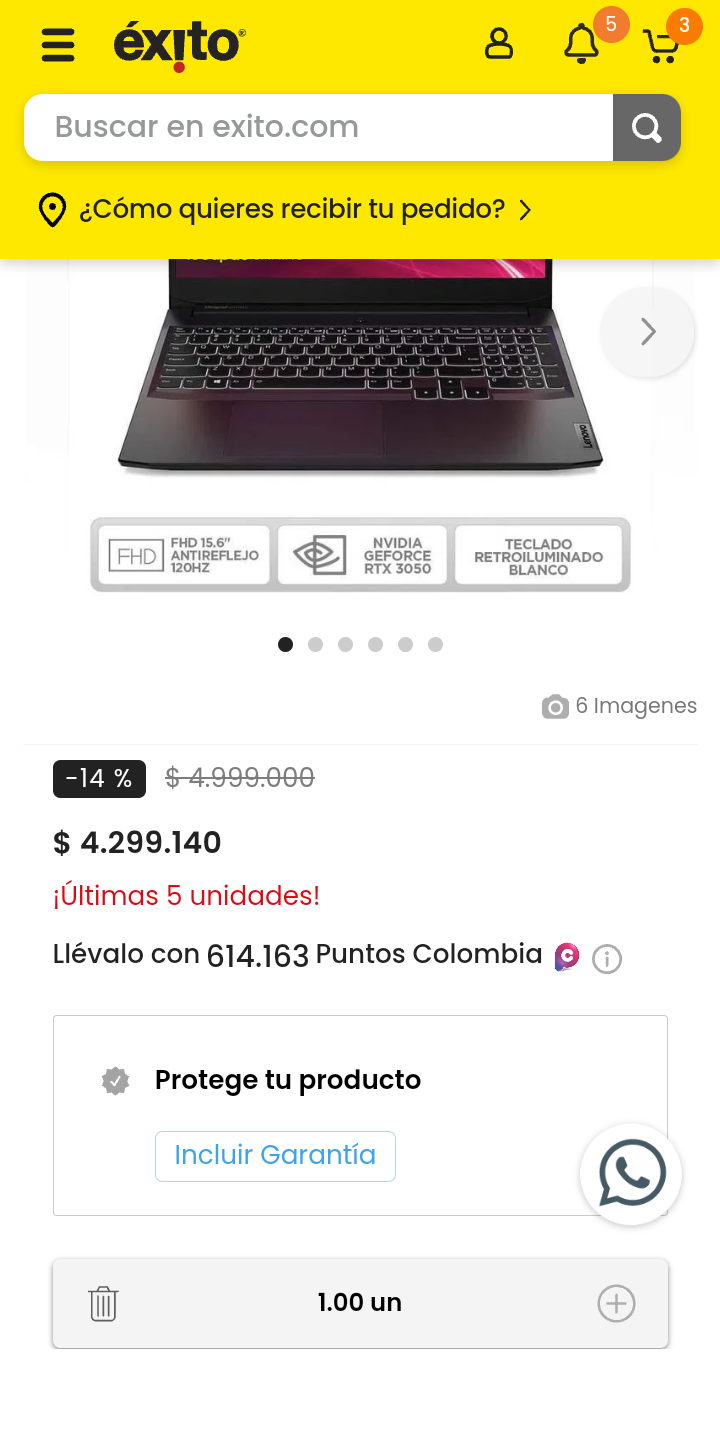 éxito®
5
3
Buscar en exito.com
¿Cómo quieres recibir tu pedido?
Lenovo
FHD
FHD 15.6"
ANTIREFLEJO
120HZ
NVIDIA
GEFORCE
RTX 3050
TECLADO
RETROILUMINADO
BLANCO
6 Imagenes
-14 %
$ 4.999.000
$ 4.299.140
¡Últimas 5 unidades!
Llévalo con 614.163 Puntos Colombia
Protege tu producto
Incluir Garantía
1.00 un